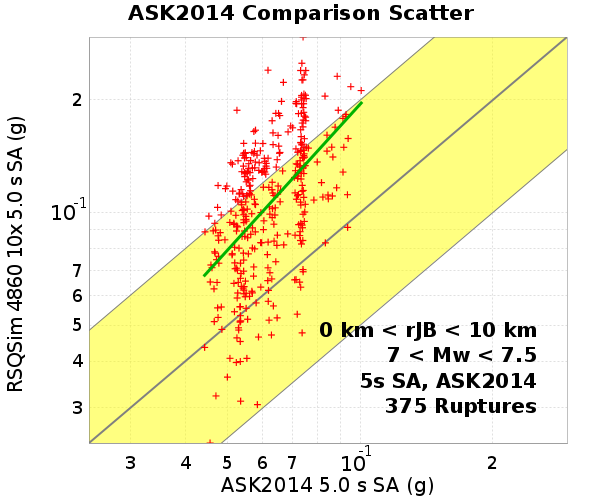 ASK2014 Comparison Scatter
RSQSim 4860 10x 5.0 s SA (g)
2
10-1
7
6
5
4
3
0 km < rJB < 10 km
7 < Mw < 7.5
5s SA, ASK2014
375 Ruptures
3 4 5 6 7 10-1 2
ASK2014 5.0 s SA (g)